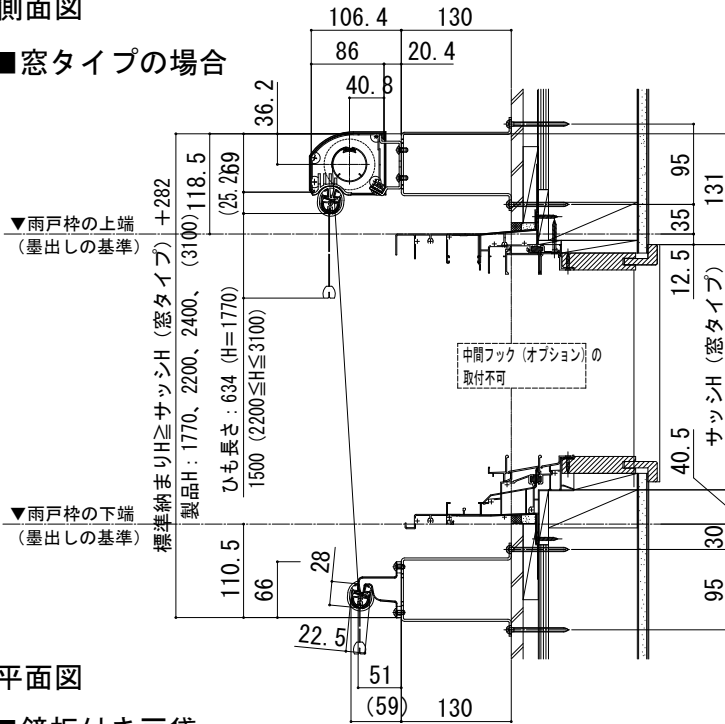 側面図
■窓タイプの場合
106.4
130
86
20.4
40.8
36.2
69
(25.2)
118.5
標準納まりH≧サッシH(窓タイプ)+282
製品H:1770、2200、2400、(3100)
ひも長さ:634(H=1770)
1500(2200≦H≦3100)
▼雨戸枠の上端
(墨出しの基準)
95
131
35
12.5
中間フック(オプション)の
取付不可
サッシH(窓タイプ)
40.5
▼雨戸枠の下端
(墨出しの基準)
30
95
110.5
66
28
22.5
51
(59)
130
平面図